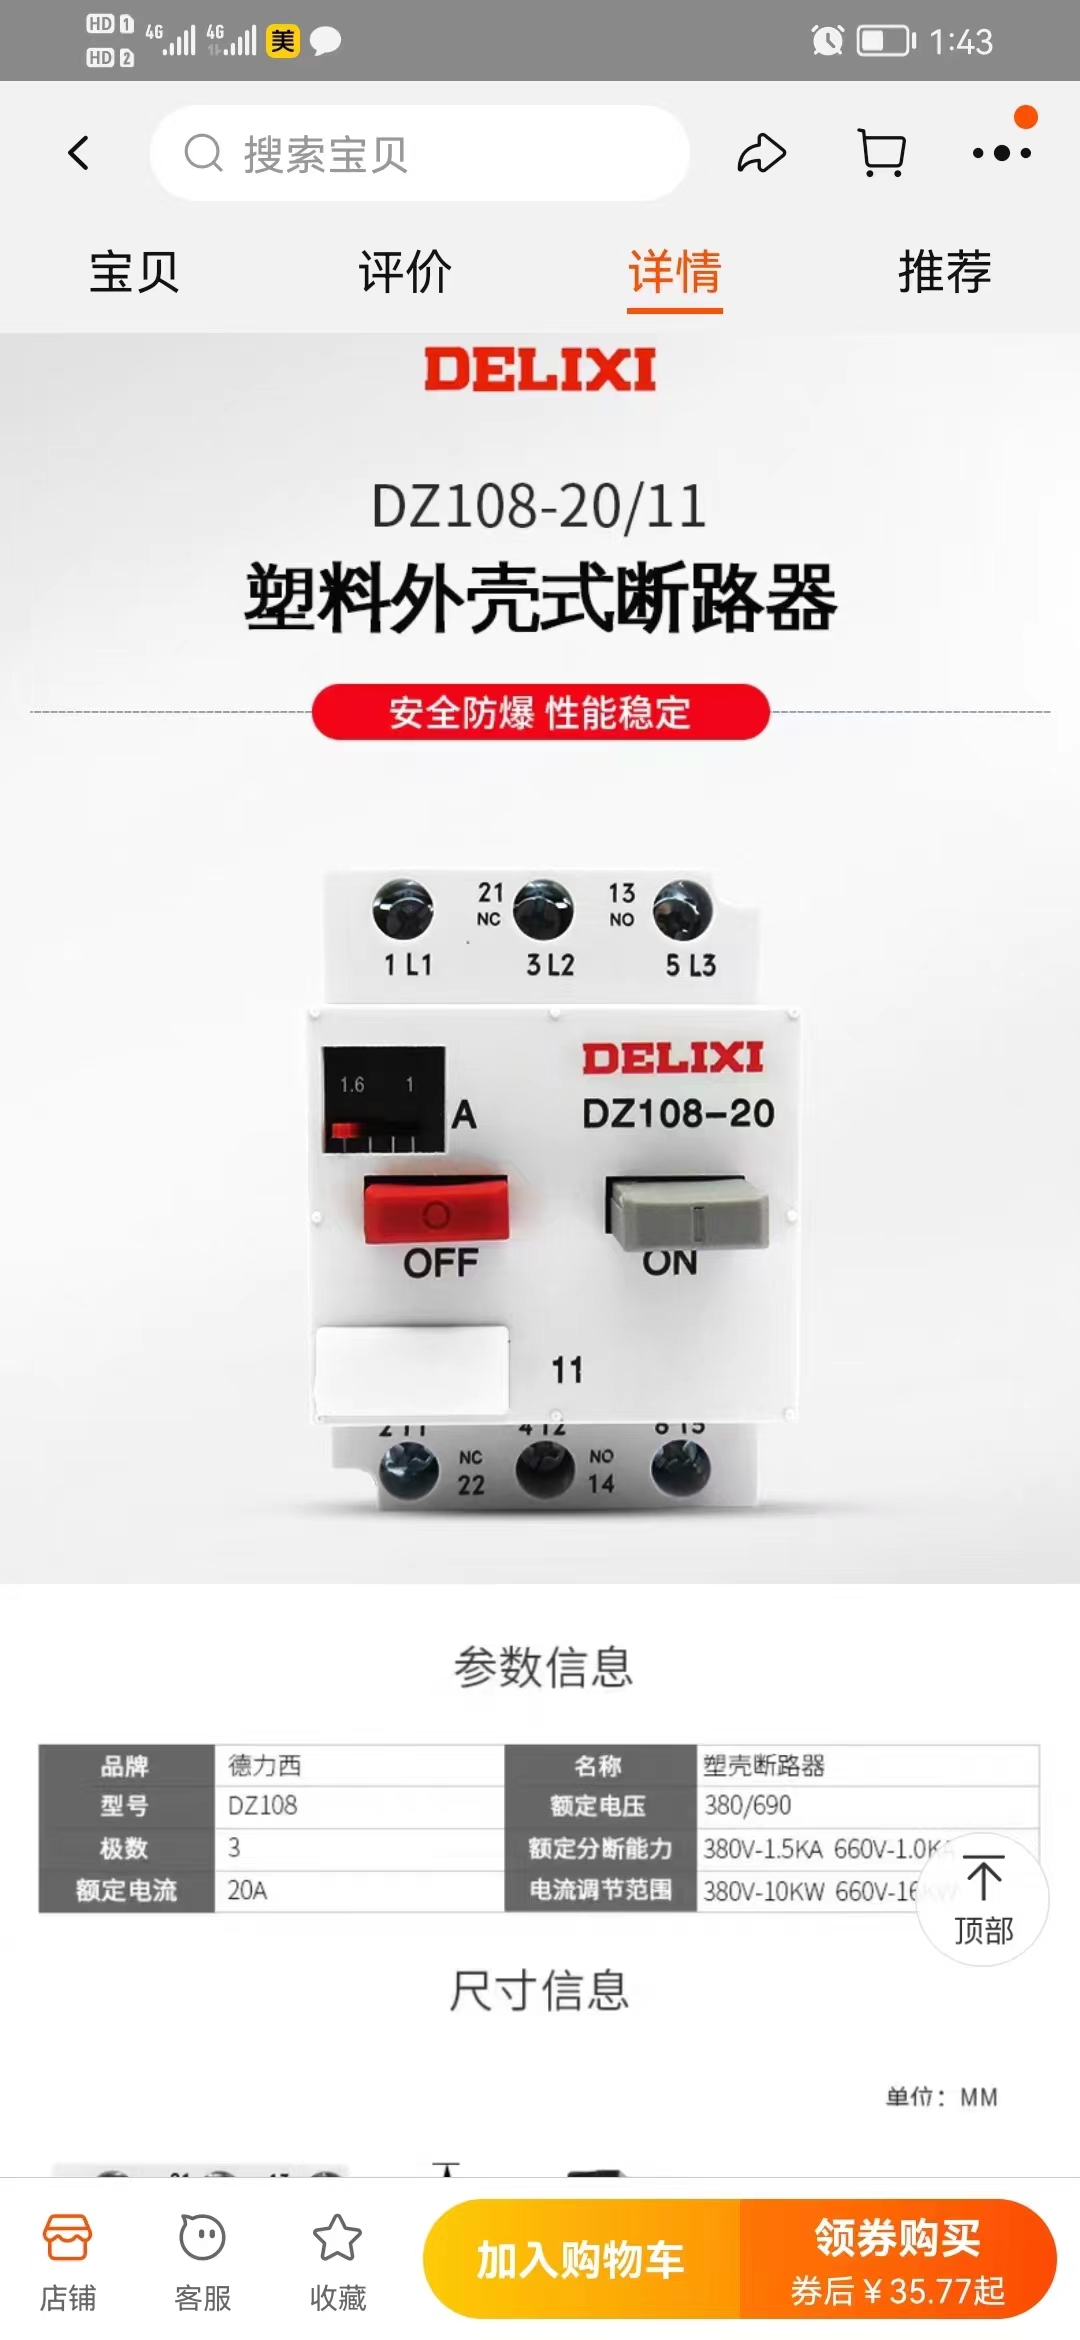 HD 1 4G 4G 美 1:43
HD 2
搜索宝贝
宝贝 评价 详情 推荐
DELIXI
DZ108-20/11
塑料外壳式断路器
安全防爆 性能稳定
21 13
NC NO
1 L1 3 L2 5 L3
DELIXI
1.6 1
A DZ108-20
OFF ON
11
NC NO
22 14
参数信息
品牌 德力西 名称 塑壳断路器
型号 DZ108 额定电压 380/690
极数 3 额定分断能力 380V-1.5KA 660V-1.0KA
额定电流 20A 电流调节范围 380V-10KW 660V-16KW
顶部
尺寸信息
单位：MM
加入购物车 领券购买
店铺 客服 收藏 券后￥35.77起